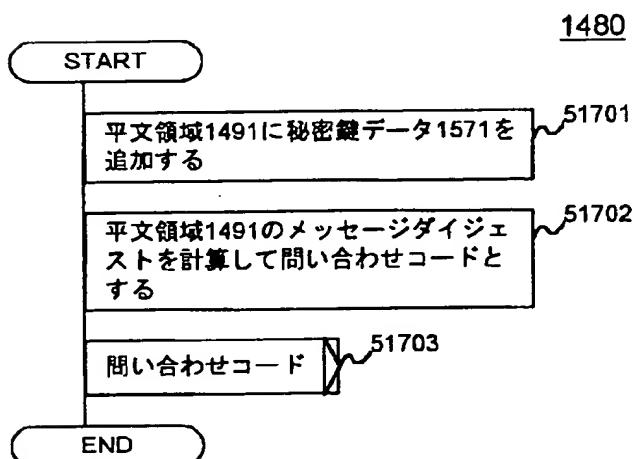 1480
START
平文領域1491に秘密鍵データ1571を
追加する
51701
平文領域1491のメッセージダイジェ
ストを計算して問い合わせコードと
する
51702
問い合わせコード
51703
END